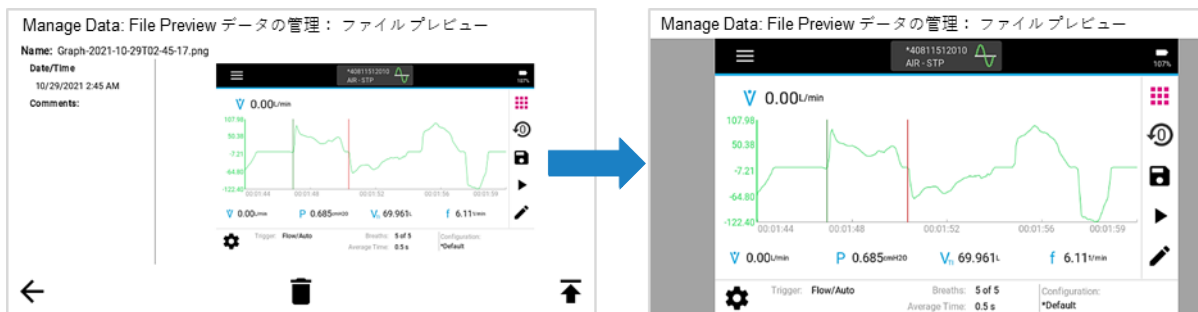 Manage Data: File Preview データの管理： ファイルプレビュー
Name: Graph-2021-10-29T02-45-17.png
Date/Time
10/29/2021 2:45 AM
Comments:
*40811512010
AIR - STP
107%
V̇ 0.00L/min
107.98
50.38
-7.21
-64.80
-122.40
00:01:44 00:01:48 00:01:52 00:01:56 00:01:59
V̇ 0.00L/min P 0.685cmH20 Vti 69.961L f 6.111/min
Trigger: Flow/Auto Breaths: 5 of 5 Configuration:
Average Time: 0.5 s *Default
Manage Data: File Preview データの管理： ファイルプレビュー
*40811512010
AIR - STP
107%
V̇ 0.00L/min
107.98
50.38
-7.21
-64.80
-122.40
00:01:44 00:01:48 00:01:52 00:01:56 00:01:59
V̇ 0.00L/min P 0.685cmH20 Vti 69.961L f 6.111/min
Trigger: Flow/Auto Breaths: 5 of 5 Configuration:
Average Time: 0.5 s *Default